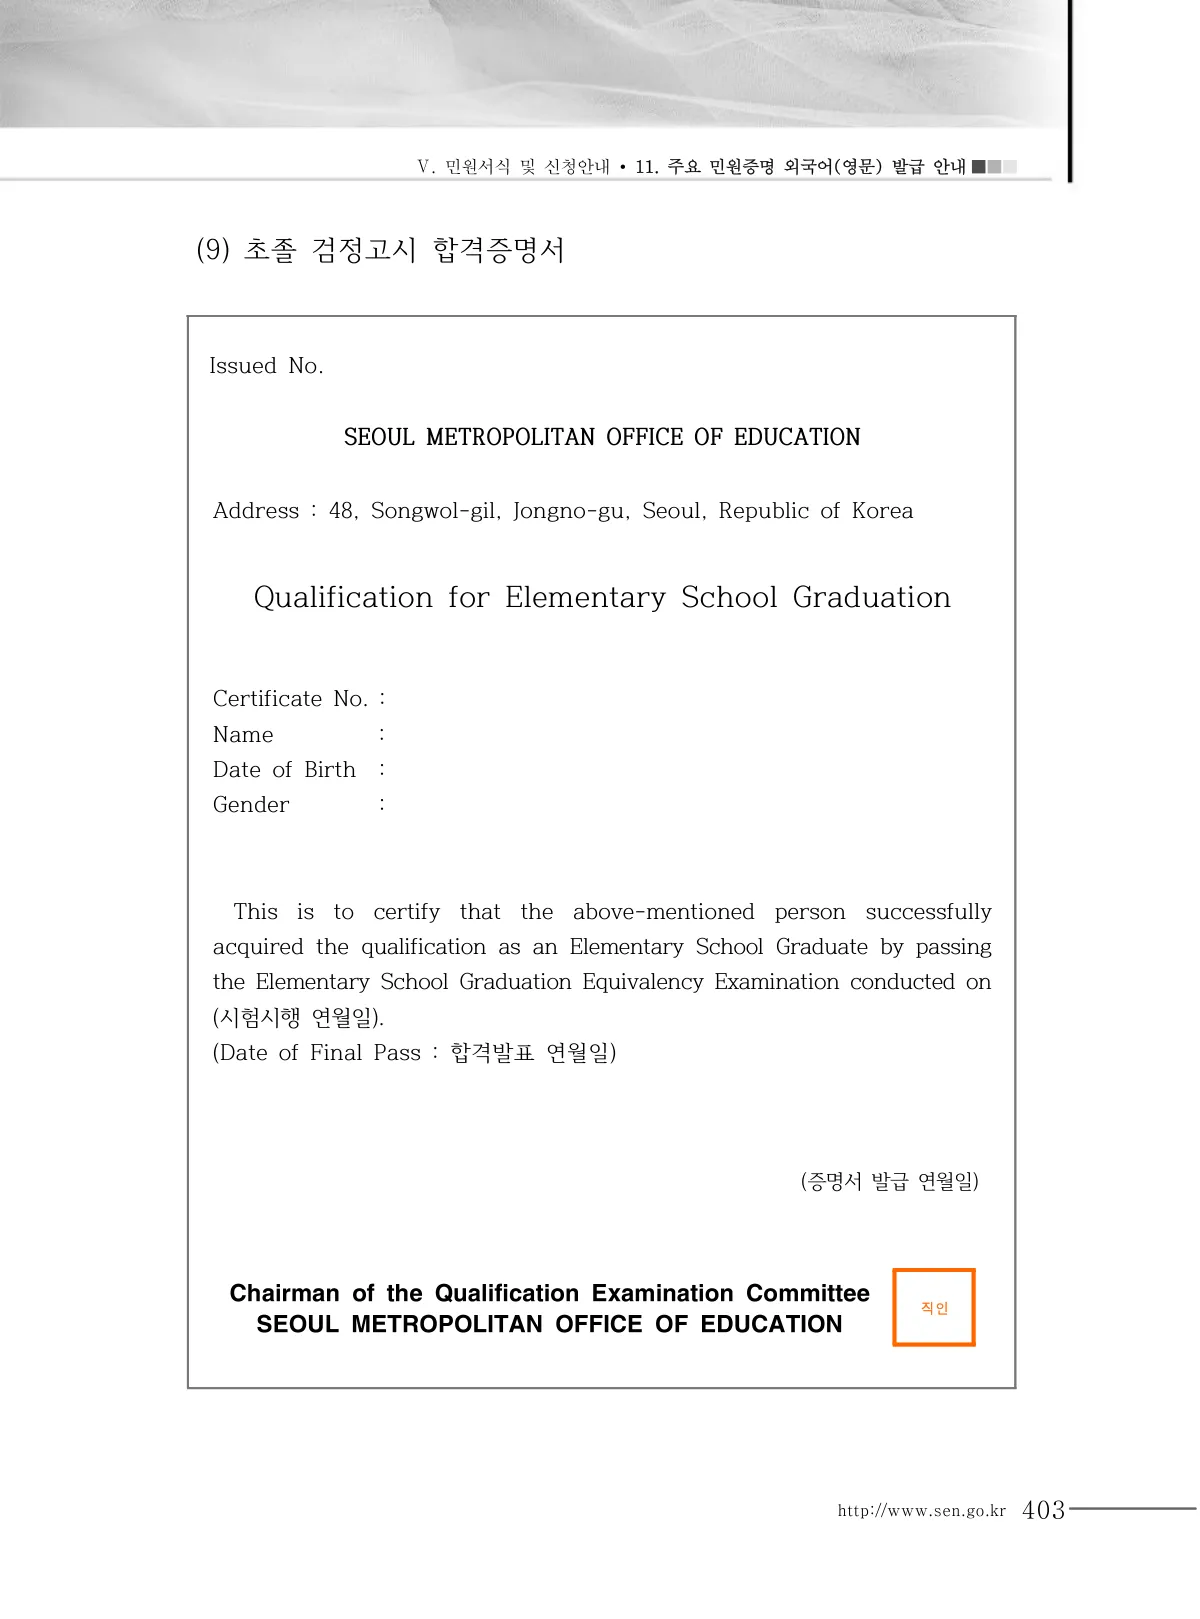 V. 민원서식 및 신청안내 • 11. 주요 민원증명 외국어(영문) 발급 안내
(9) 초졸 검정고시 합격증명서
Issued No.
SEOUL METROPOLITAN OFFICE OF EDUCATION
Address : 48, Songwol-gil, Jongno-gu, Seoul, Republic of Korea
Qualification for Elementary School Graduation
Certificate No. :
Name :
Date of Birth :
Gender :
This is to certify that the above-mentioned person successfully
acquired the qualification as an Elementary School Graduate by passing
the Elementary School Graduation Equivalency Examination conducted on
(시험시행 연월일).
(Date of Final Pass : 합격발표 연월일)
(증명서 발급 연월일)
Chairman of the Qualification Examination Committee
SEOUL METROPOLITAN OFFICE OF EDUCATION
직인
http://www.sen.go.kr 403